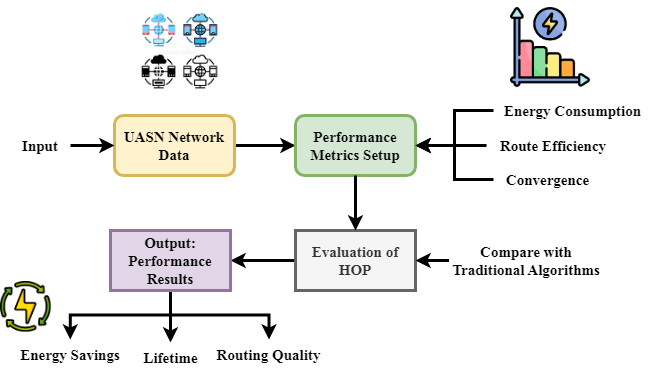 Input
UASN Network
Data
Performance
Metrics Setup
Energy Consumption
Route Efficiency
Convergence
Output:
Performance
Results
Evaluation of
HOP
Compare with
Traditional Algorithms
Energy Savings
Lifetime
Routing Quality